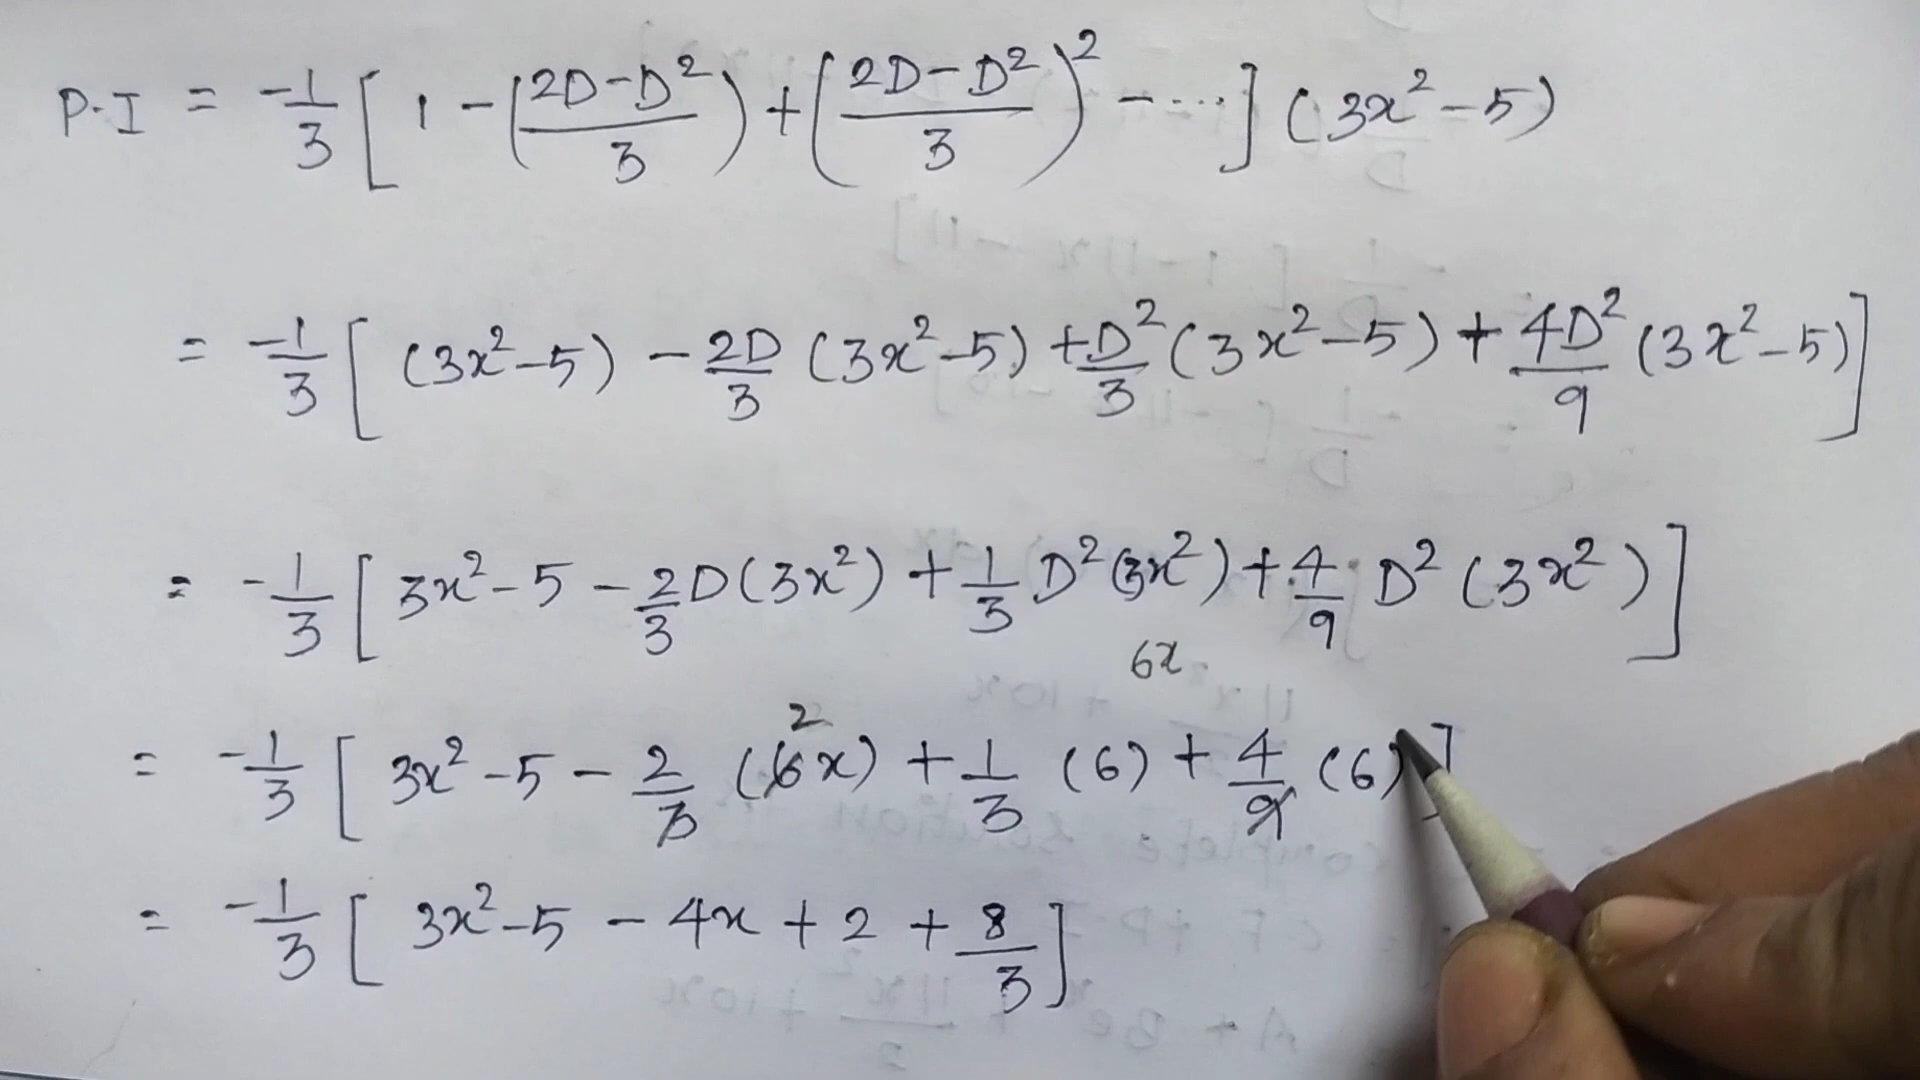 P.I = -1/3 [ 1 - (2D-D²/3) + (2D-D²/3)² - ... ] (3x²-5)
= -1/3 [ (3x²-5) - 2D/3 (3x²-5) + D²/3 (3x²-5) + 4D²/9 (3x²-5) ]
= -1/3 [ 3x²-5 - 2/3 D(3x²) + 1/3 D²(3x²) + 4/9 D²(3x²) ]
6x
2
= -1/3 [ 3x²-5 - 2/3 (6x) + 1/3 (6) + 4/9 (6) ]
= -1/3 [ 3x²-5 - 4x + 2 + 8/3 ]